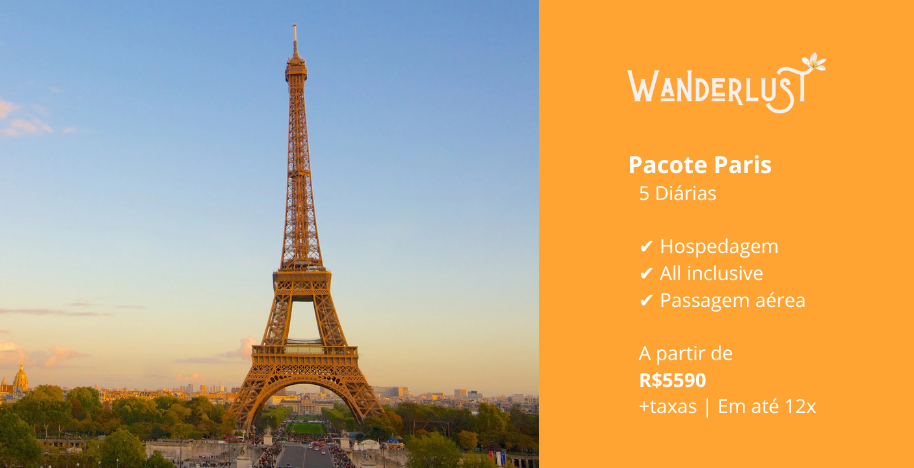 WANDERLUST
Pacote Paris
5 Diárias
✔ Hospedagem
✔ All inclusive
✔ Passagem aérea
A partir de
R$5590
+taxas | Em até 12x